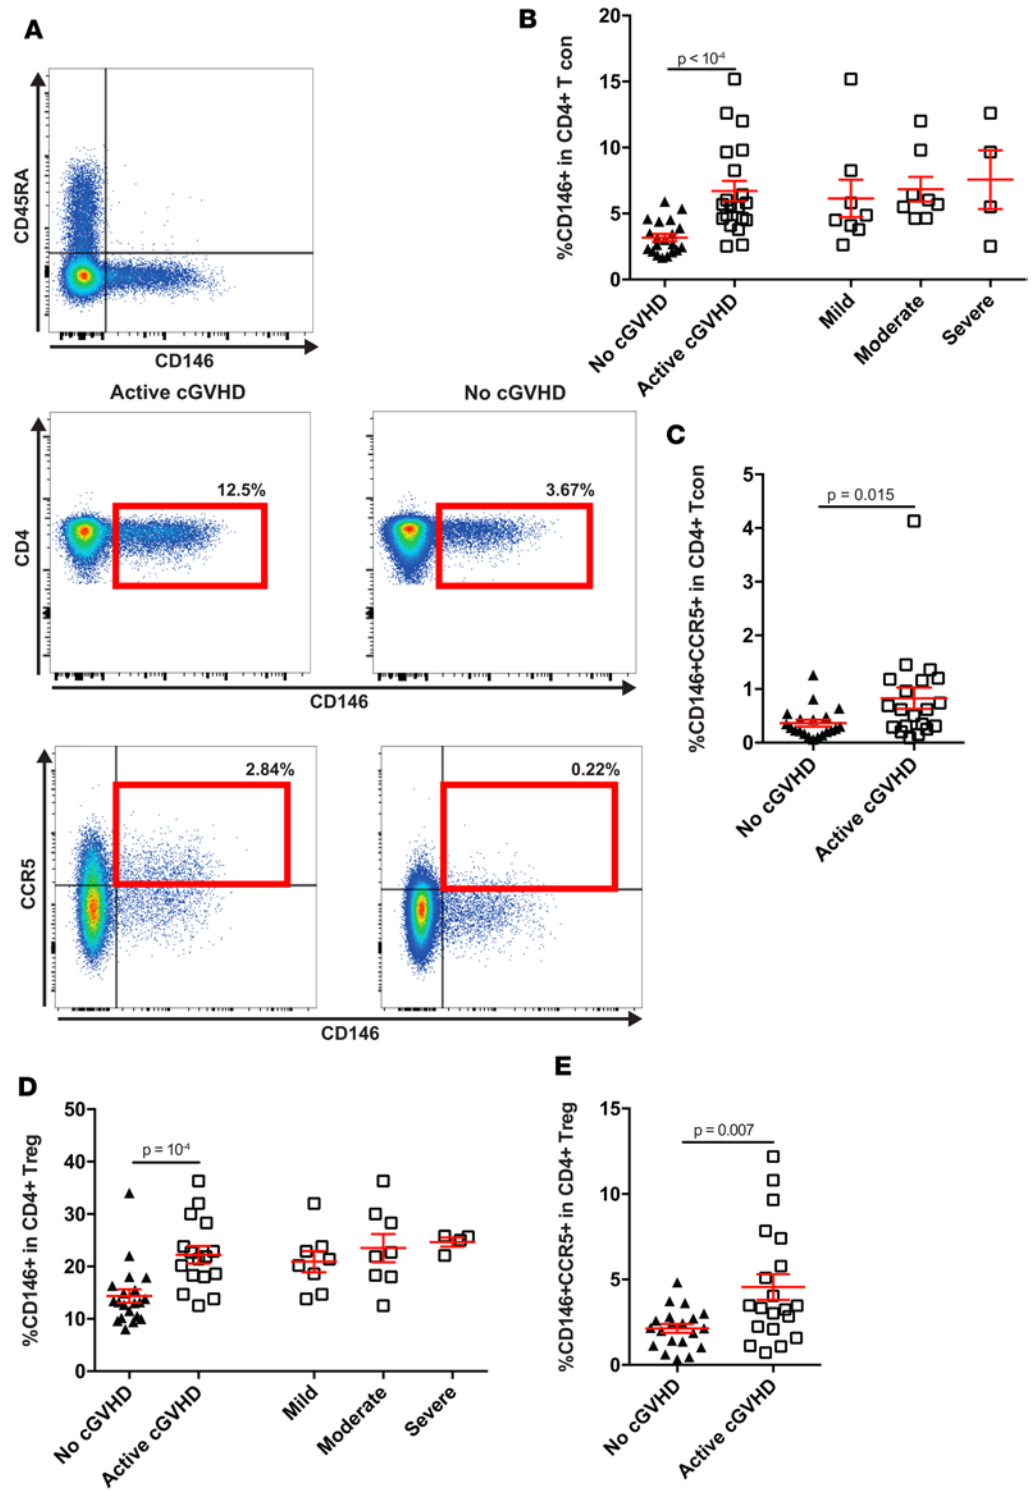 A
CD45RA
CD146
Active cGVHD
No cGVHD
12.5%
3.67%
CD4
CD146
2.84%
0.22%
CCR5
CD146
B
%CD146+ in CD4+ T con
20
15
10
5
0
p < 10-4
No cGVHD
Active cGVHD
Mild
Moderate
Severe
C
%CD146+CCR5+ in CD4+ Tcon
5
4
3
2
1
0
p = 0.015
No cGVHD
Active cGVHD
D
%CD146+ in CD4+ Treg
50
40
30
20
10
0
p = 10-4
No cGVHD
Active cGVHD
Mild
Moderate
Severe
E
%CD146+CCR5+ in CD4+ Treg
15
10
5
0
p = 0.007
No cGVHD
Active cGVHD